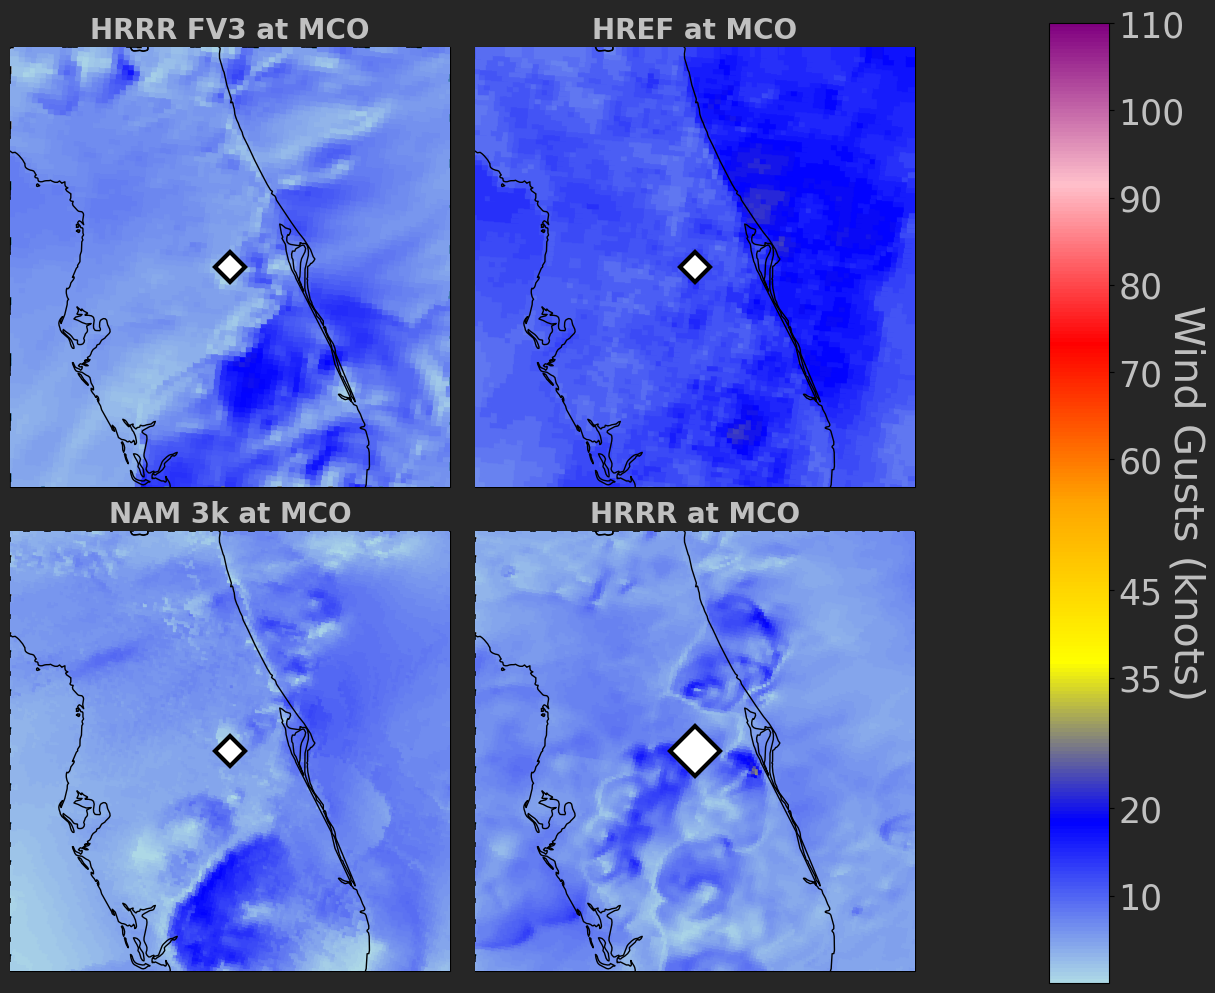 HRRR FV3 at MCO
HREF at MCO
NAM 3k at MCO
HRRR at MCO
110
100
90
80
70
60
45
35
20
10
Wind Gusts (knots)